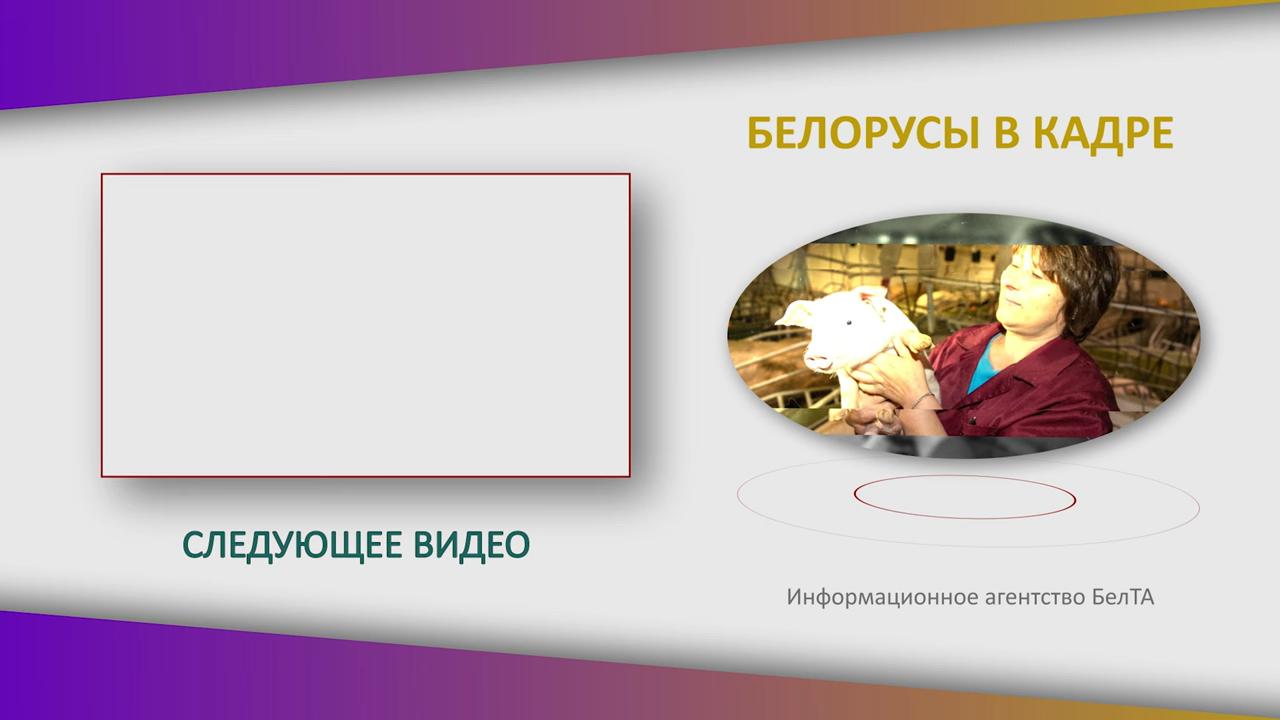 БЕЛОРУСЫ В КАДРЕ
СЛЕДУЮЩЕЕ ВИДЕО
Информационное агентство БелТА